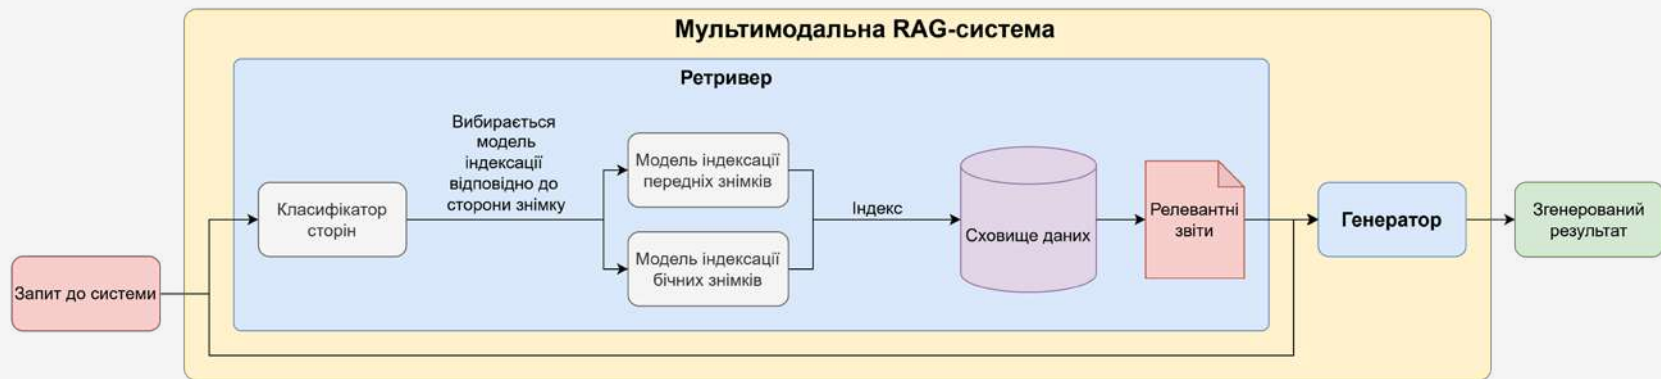 Мультимодальна RAG-система
Ретривер
Вибирається
модель
індексації
відповідно до
сторони знімку
Класифікатор
сторін
Модель індексації
передніх знімків
Модель індексації
бічних знімків
Індекс
Сховище даних
Релевантні
звіти
Генератор
Згенерований
результат
Запит до системи